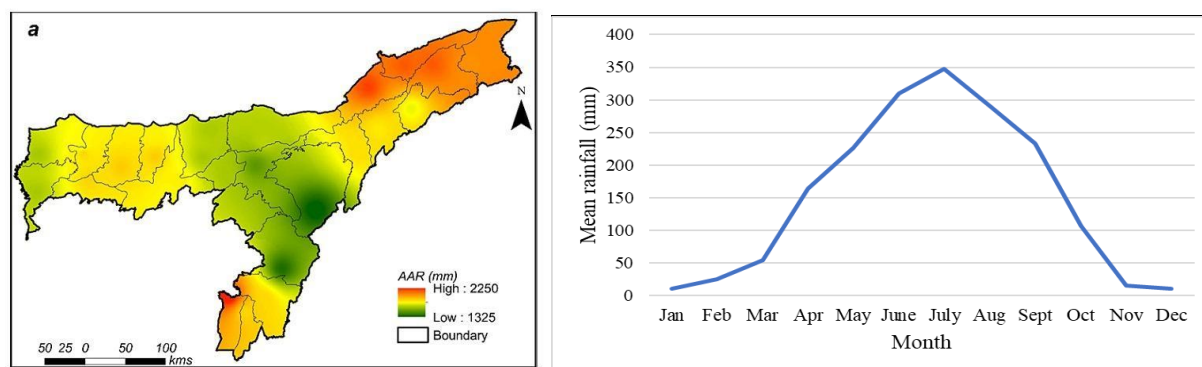 a
N
AAR (mm)
High : 2250
Low : 1325
Boundary
50 25 0 50 100
kms
Mean rainfall (mm)
400
350
300
250
200
150
100
50
0
Jan Feb Mar Apr May June July Aug Sept Oct Nov Dec
Month